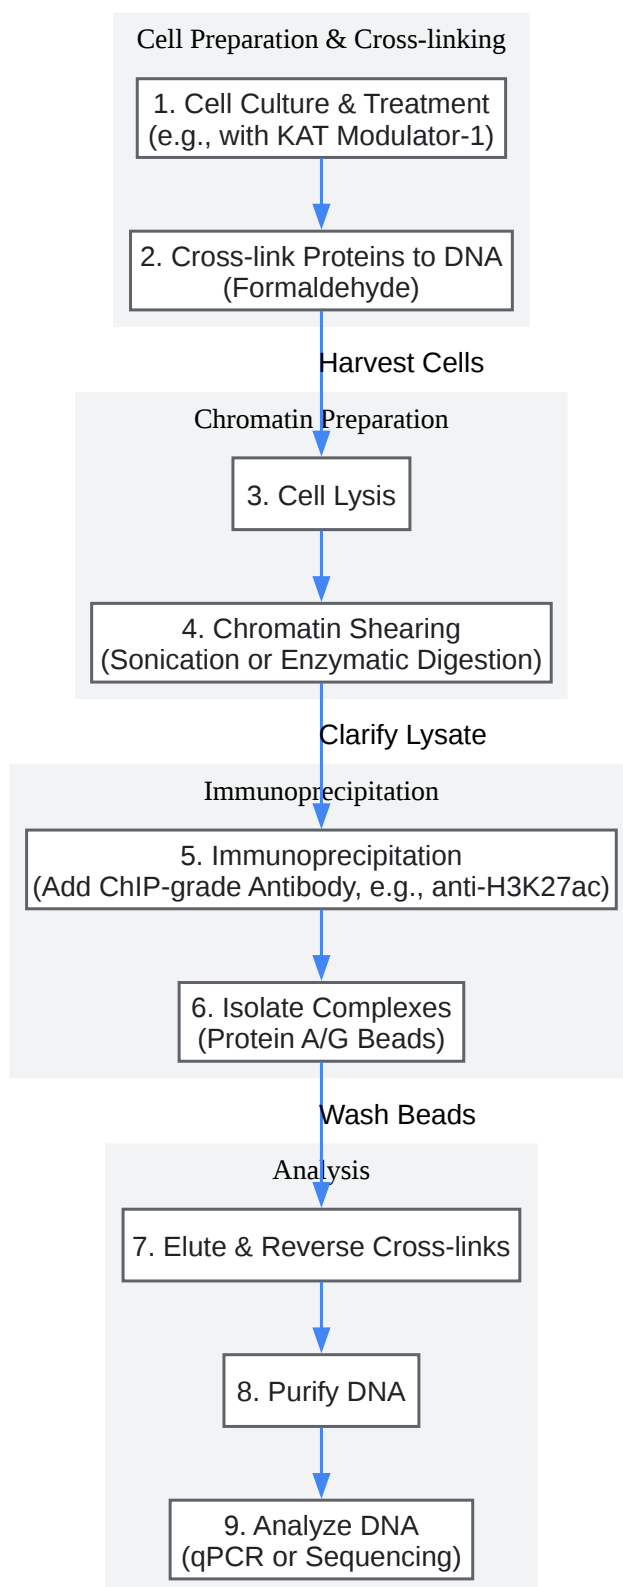 Cell Preparation & Cross-linking
1. Cell Culture & Treatment
(e.g., with KAT Modulator-1)
2. Cross-link Proteins to DNA
(Formaldehyde)
Harvest Cells
Chromatin Preparation
3. Cell Lysis
4. Chromatin Shearing
(Sonication or Enzymatic Digestion)
Clarify Lysate
Immunoprecipitation
5. Immunoprecipitation
(Add ChIP-grade Antibody, e.g., anti-H3K27ac)
6. Isolate Complexes
(Protein A/G Beads)
Wash Beads
Analysis
7. Elute & Reverse Cross-links
8. Purify DNA
9. Analyze DNA
(qPCR or Sequencing)